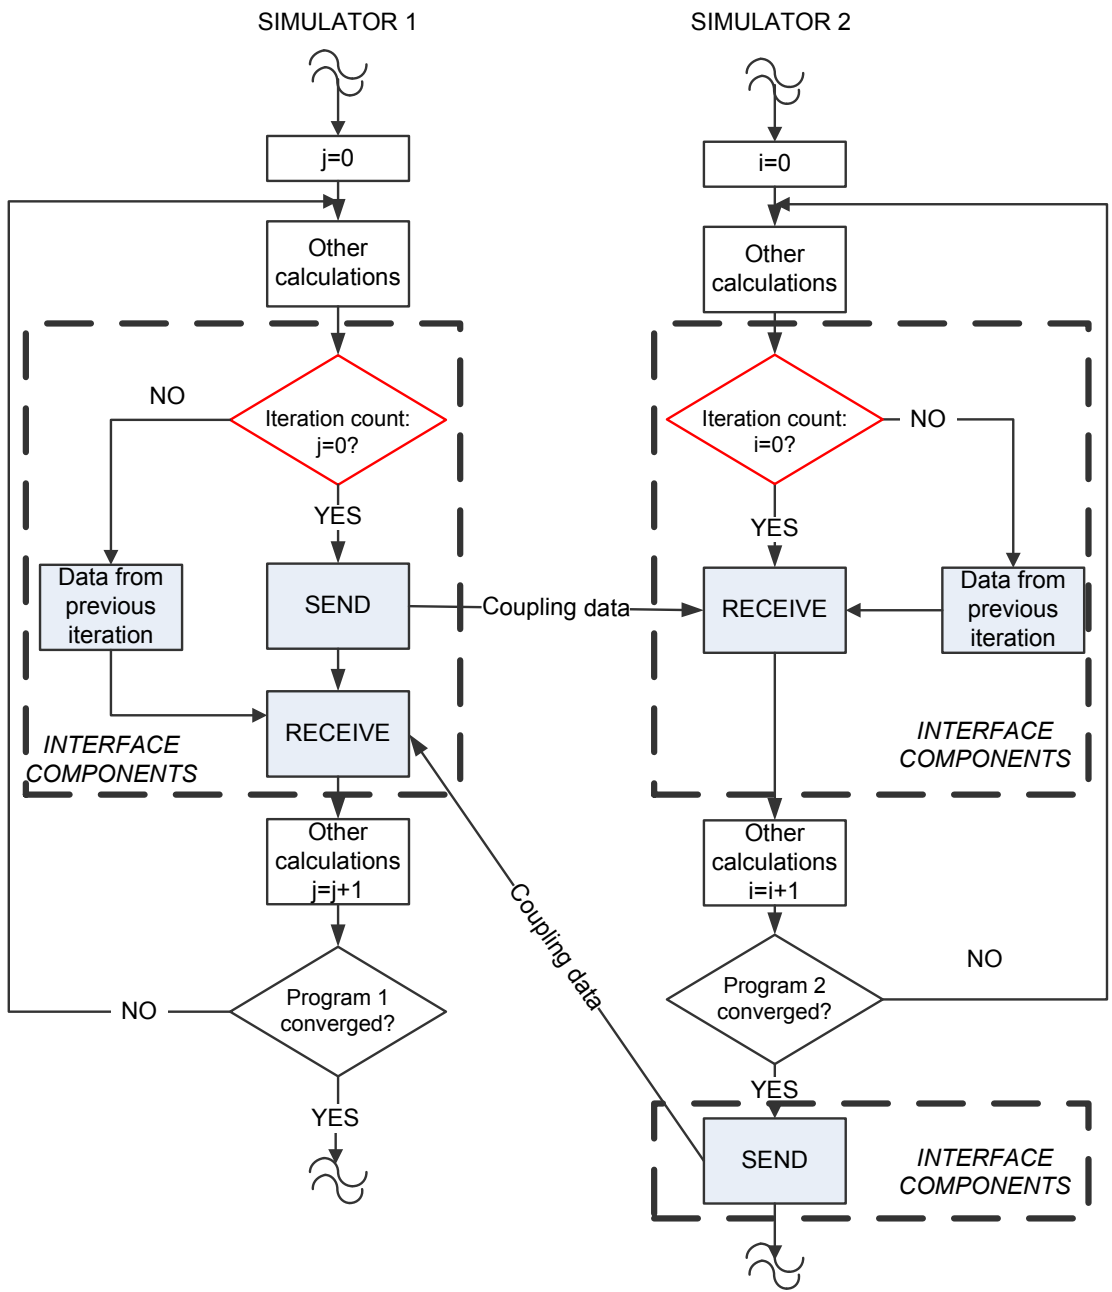 SIMULATOR 1
SIMULATOR 2
j=0
i=0
Other
calculations
Other
calculations
NO
Iteration count:
j=0?
Iteration count:
i=0?
NO
YES
YES
Data from
previous
iteration
SEND
Coupling data
RECEIVE
Data from
previous
iteration
RECEIVE
INTERFACE
COMPONENTS
INTERFACE
COMPONENTS
Other
calculations
j=j+1
Other
calculations
i=i+1
Coupling data
NO
Program 1
converged?
Program 2
converged?
NO
YES
YES
SEND
INTERFACE
COMPONENTS